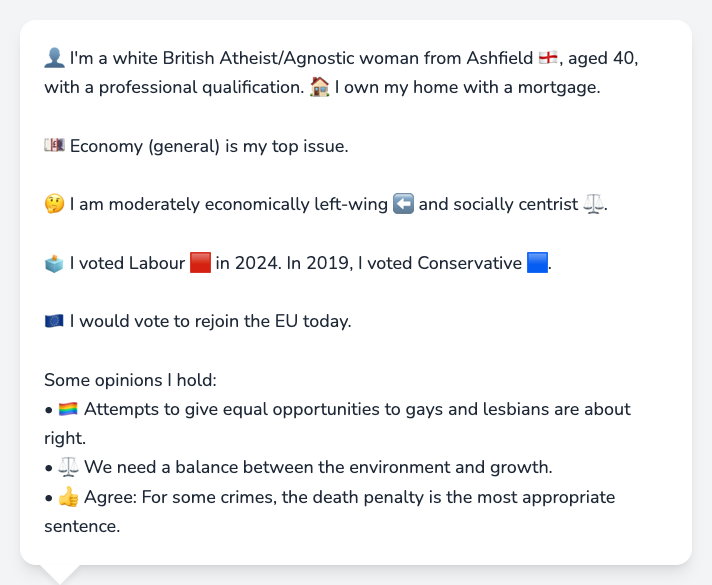 👤 I'm a white British Atheist/Agnostic woman from Ashfield 🏴󠁧󠁢󠁥󠁮󠁧󠁿, aged 40,
with a professional qualification. 🏠 I own my home with a mortgage.
💷 Economy (general) is my top issue.
🤔 I am moderately economically left-wing ⬅️ and socially centrist ⚖️.
🗳️ I voted Labour 🟥 in 2024. In 2019, I voted Conservative 🟦.
🇪🇺 I would vote to rejoin the EU today.
Some opinions I hold:
• 🏳️‍🌈 Attempts to give equal opportunities to gays and lesbians are about
right.
• ⚖️ We need a balance between the environment and growth.
• 👍 Agree: For some crimes, the death penalty is the most appropriate
sentence.